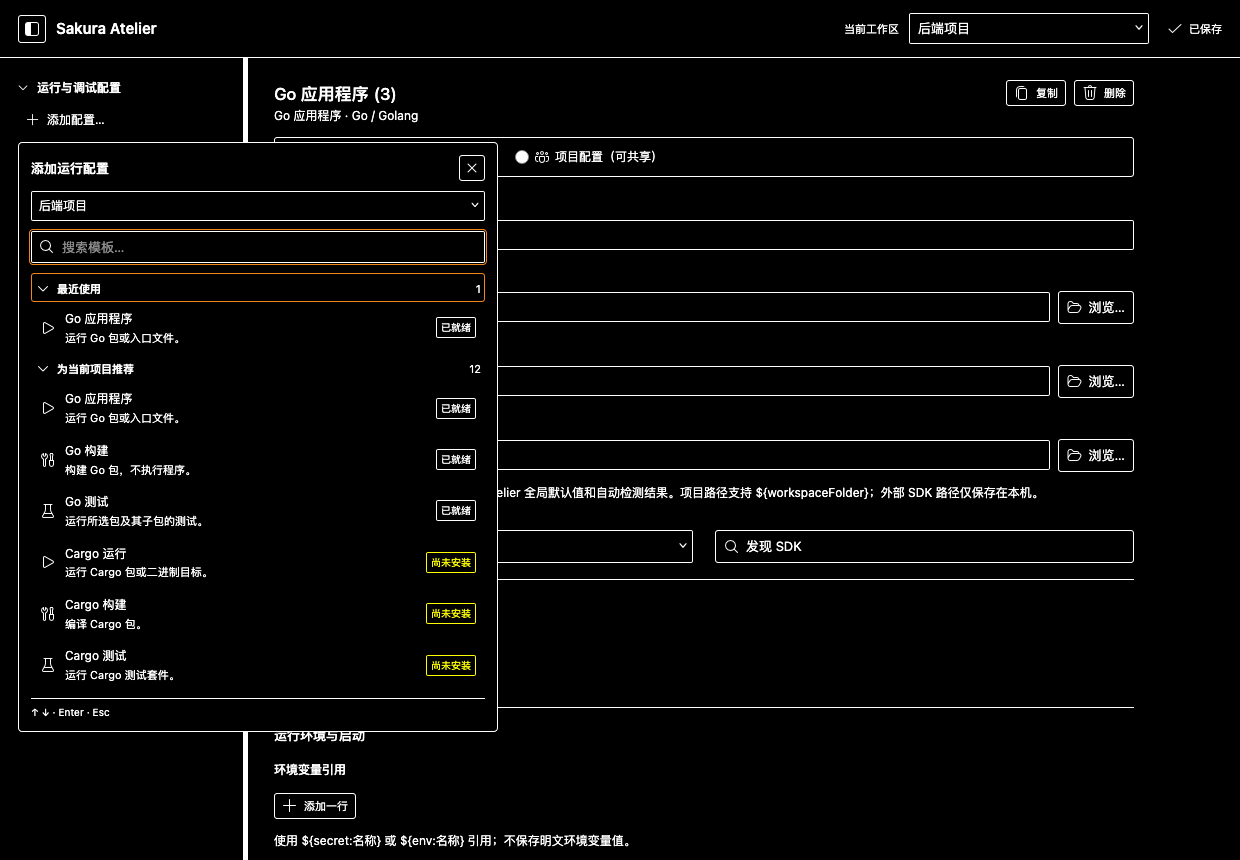 Sakura Atelier
当前工作区
后端项目
已保存
运行与调试配置
添加配置...
Go 应用程序 (3)
Go 应用程序 · Go / Golang
复制
删除
项目配置（可共享）
添加运行配置
后端项目
搜索模板...
最近使用
1
Go 应用程序
运行 Go 包或入口文件。
已就绪
为当前项目推荐
12
Go 应用程序
运行 Go 包或入口文件。
已就绪
Go 构建
构建 Go 包，不执行程序。
已就绪
Go 测试
运行所选包及其子包的测试。
已就绪
Cargo 运行
运行 Cargo 包或二进制目标。
尚未安装
Cargo 构建
编译 Cargo 包。
尚未安装
Cargo 测试
运行 Cargo 测试套件。
尚未安装
↑ ↓ · Enter · Esc
浏览...
浏览...
浏览...
elier 全局默认值和自动检测结果。项目路径支持 ${workspaceFolder}；外部 SDK 路径仅保存在本机。
发现 SDK
运行环境与启动
环境变量引用
添加一行
使用 ${secret:名称} 或 ${env:名称} 引用；不保存明文环境变量值。